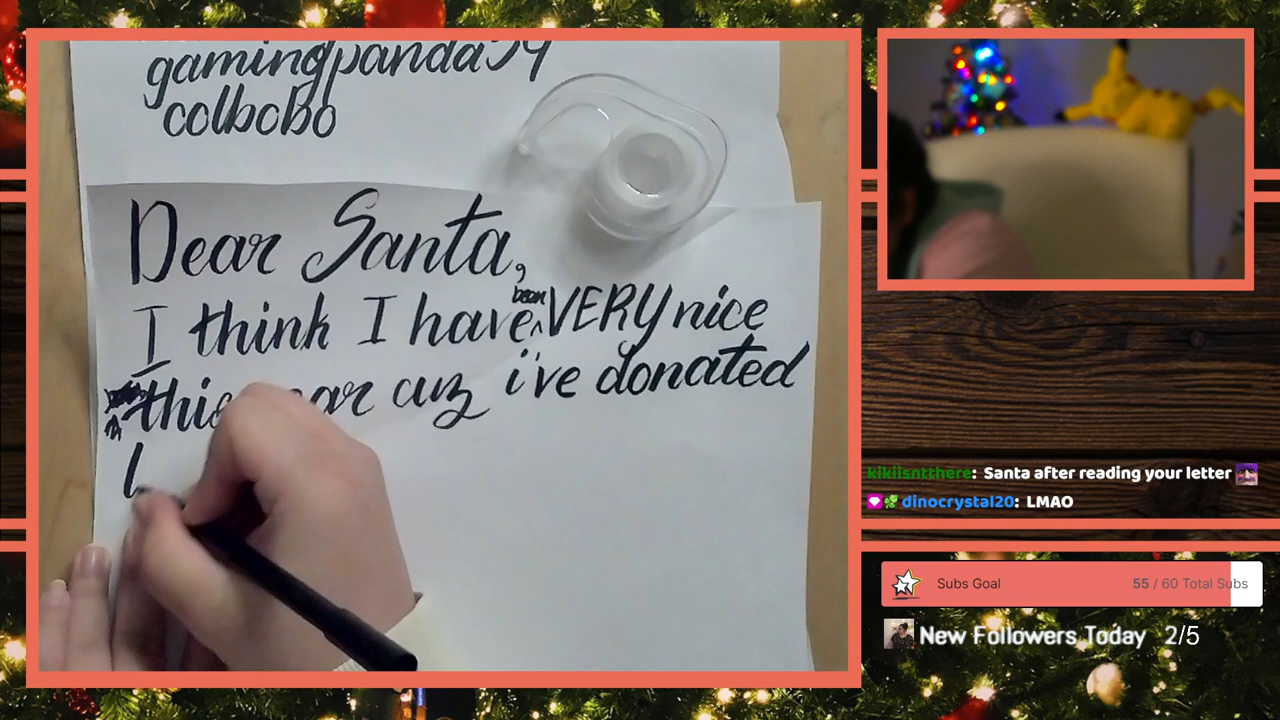 gamingpanda94
colbobo
Dear Santa,
been
I think I have ^ VERY nice
this year cuz i've donated
kikiisntthere: Santa after reading your letter
dinocrystal20: LMAO
Subs Goal 55 / 60 Total Subs
New Followers Today 2/5